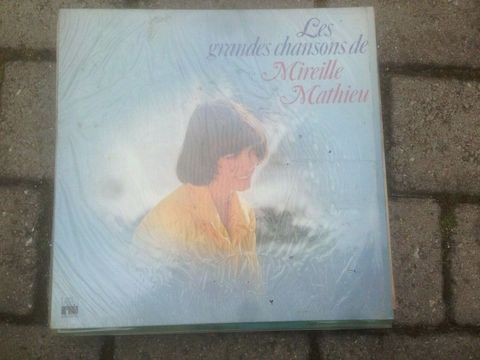 Les
grandes chansons de
Mireille
Mathieu